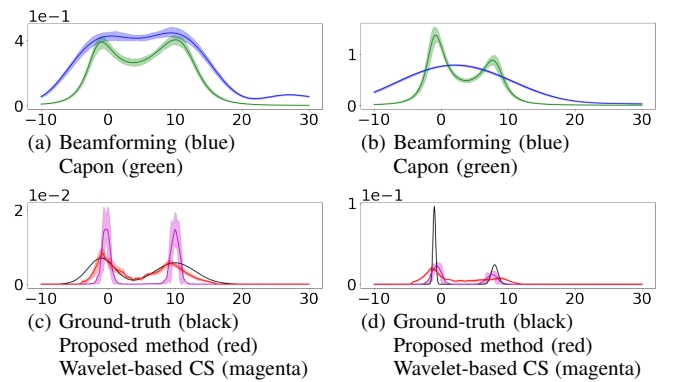 4e−1
0
−10 0 10 20 30
(a) Beamforming (blue)
Capon (green)
1
0
−10 0 10 20 30
(b) Beamforming (blue)
Capon (green)
1e−2
2
0
−10 0 10 20 30
(c) Ground-truth (black)
Proposed method (red)
Wavelet-based CS (magenta)
1e−1
1
0
−10 0 10 20 30
(d) Ground-truth (black)
Proposed method (red)
Wavelet-based CS (magenta)